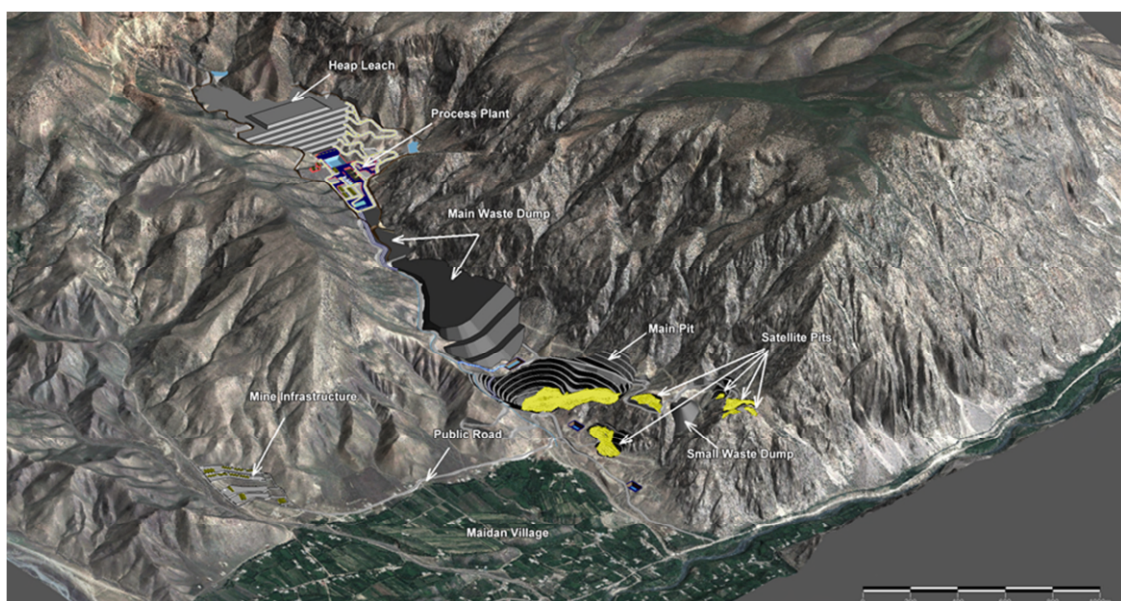 Heap Leach
Process Plant
Main Waste Dump
Main Pit
Satellite Pits
Mine Infrastructure
Public Road
Small Waste Dump
Maidan Village